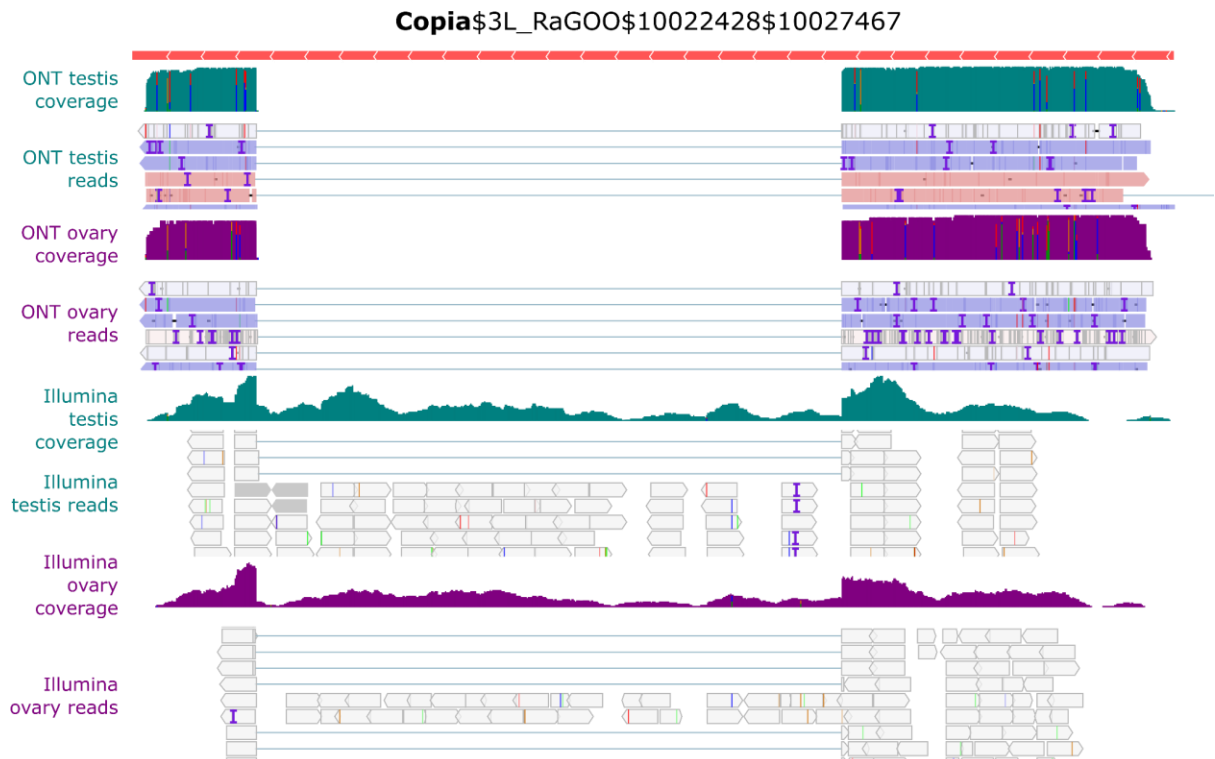 Copia$3L_RaGOO$10022428$10027467
ONT testis
coverage
ONT testis
reads
ONT ovary
coverage
ONT ovary
reads
Illumina
testis
coverage
Illumina
testis reads
Illumina
ovary
coverage
Illumina
ovary reads